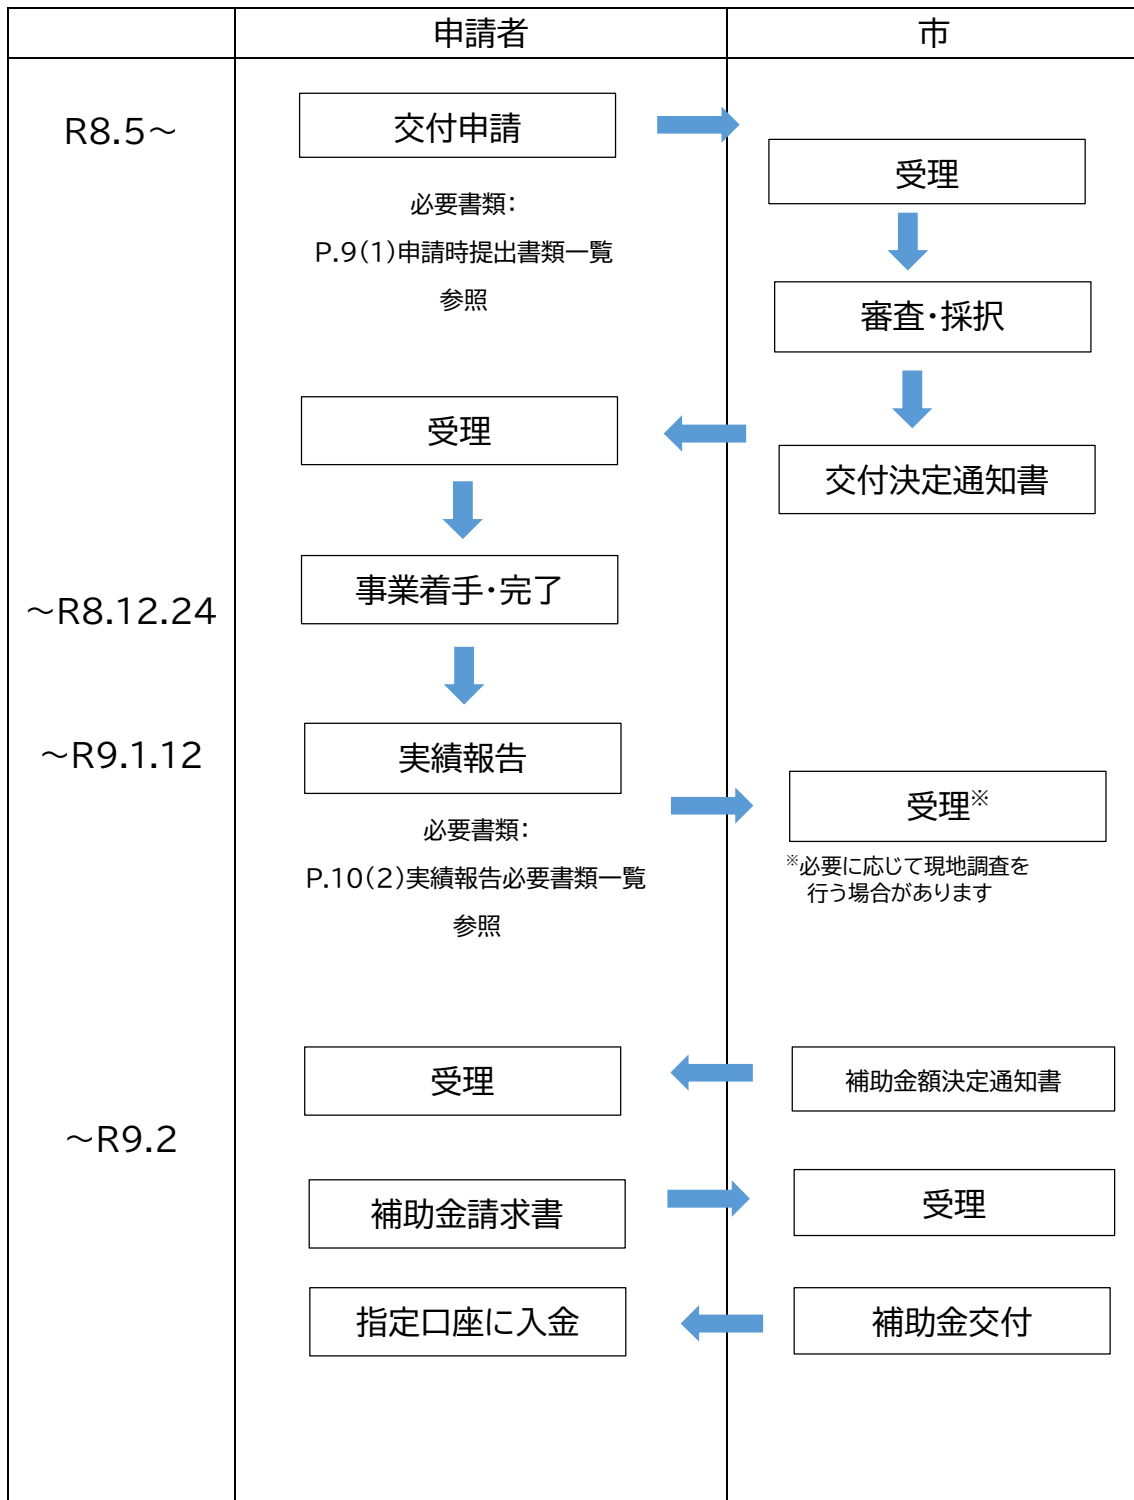 申請者
市
R8.5～
交付申請
受理
必要書類：
P.9(1)申請時提出書類一覧
参照
審査・採択
受理
交付決定通知書
～R8.12.24
事業着手・完了
～R9.1.12
実績報告
受理※
必要書類：
P.10(2)実績報告必要書類一覧
参照
※必要に応じて現地調査を
行う場合があります
受理
補助金額決定通知書
～R9.2
補助金請求書
受理
指定口座に入金
補助金交付